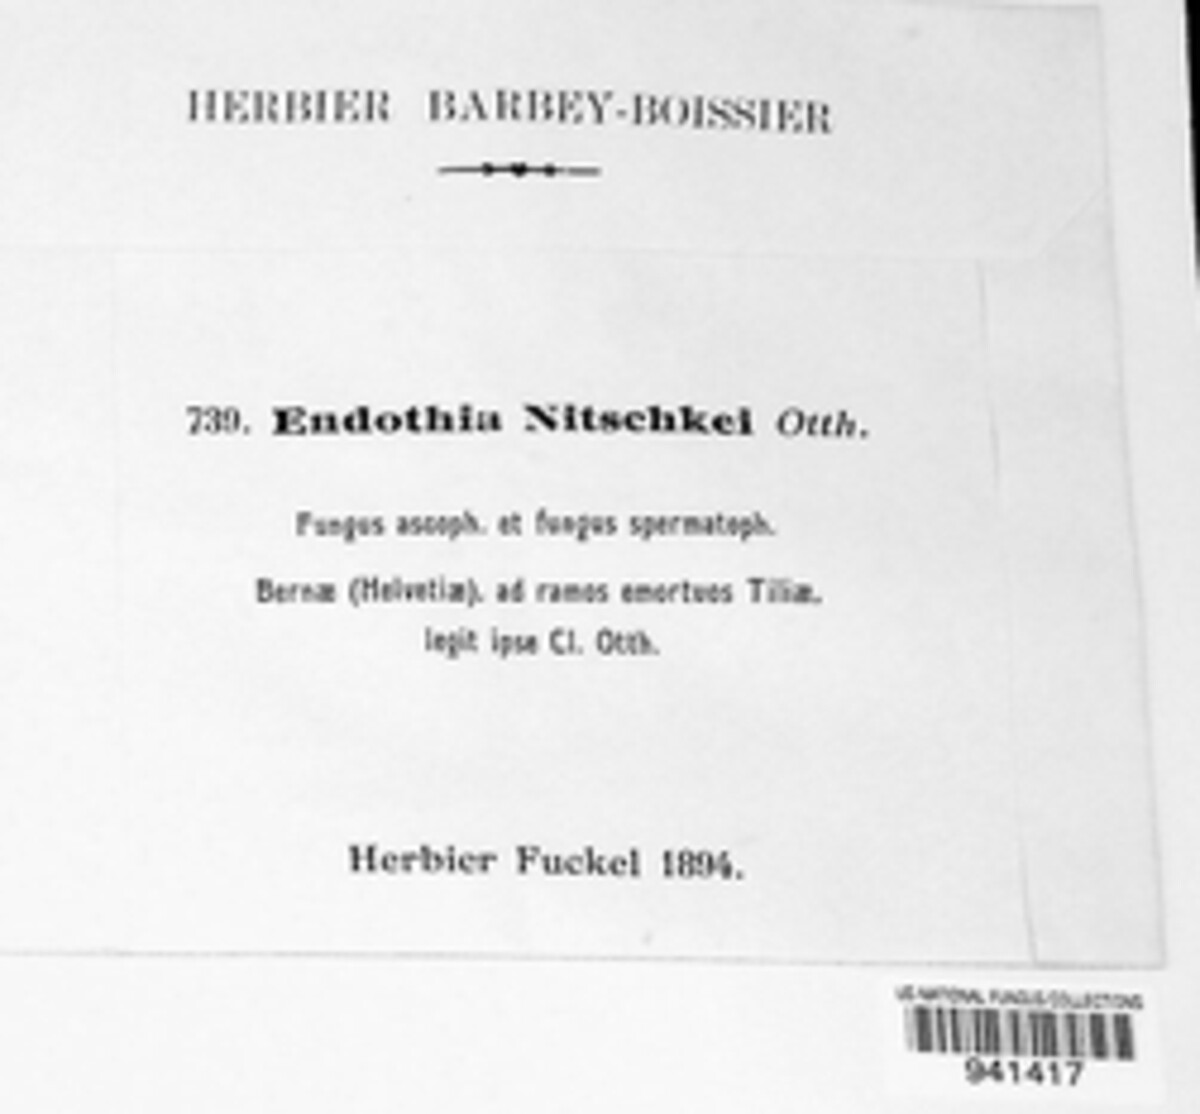 HERBIER BARBEY-BOISSIER
739. Endothia Nitschkei Otth.
Fungus ascoph. et fungus spermatoph.
Bernæ (Helvetiæ), ad ramos emortuos Tiliæ,
legit ipse Cl. Otth.
Herbier Fuckel 1894.
US NATIONAL FUNGUS COLLECTIONS
941417